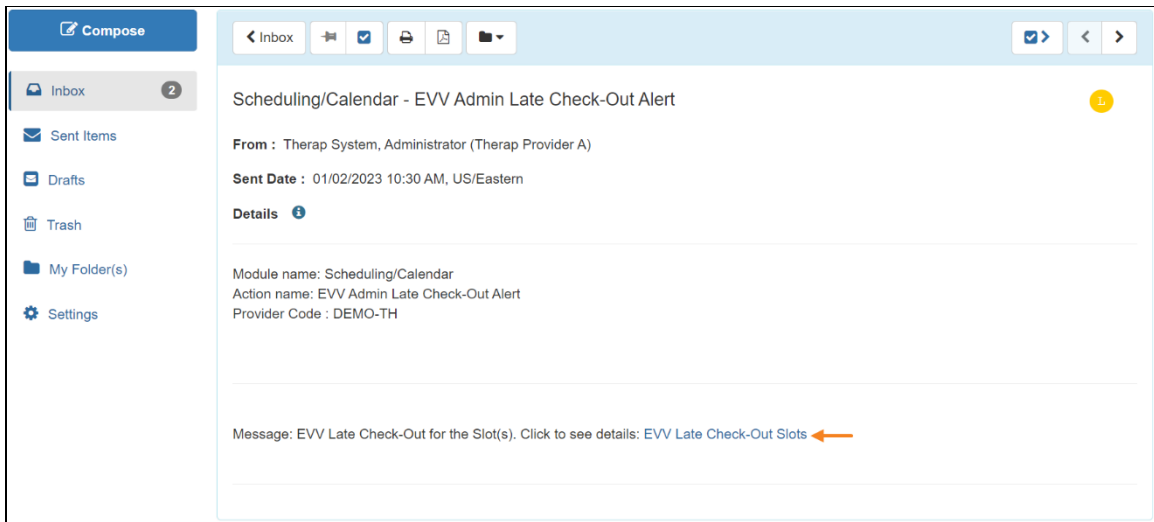 Compose
Inbox 2
Sent Items
Drafts
Trash
My Folder(s)
Settings
Inbox
Scheduling/Calendar - EVV Admin Late Check-Out Alert
L
From : Therap System, Administrator (Therap Provider A)
Sent Date : 01/02/2023 10:30 AM, US/Eastern
Details
Module name: Scheduling/Calendar
Action name: EVV Admin Late Check-Out Alert
Provider Code : DEMO-TH
Message: EVV Late Check-Out for the Slot(s). Click to see details: EVV Late Check-Out Slots